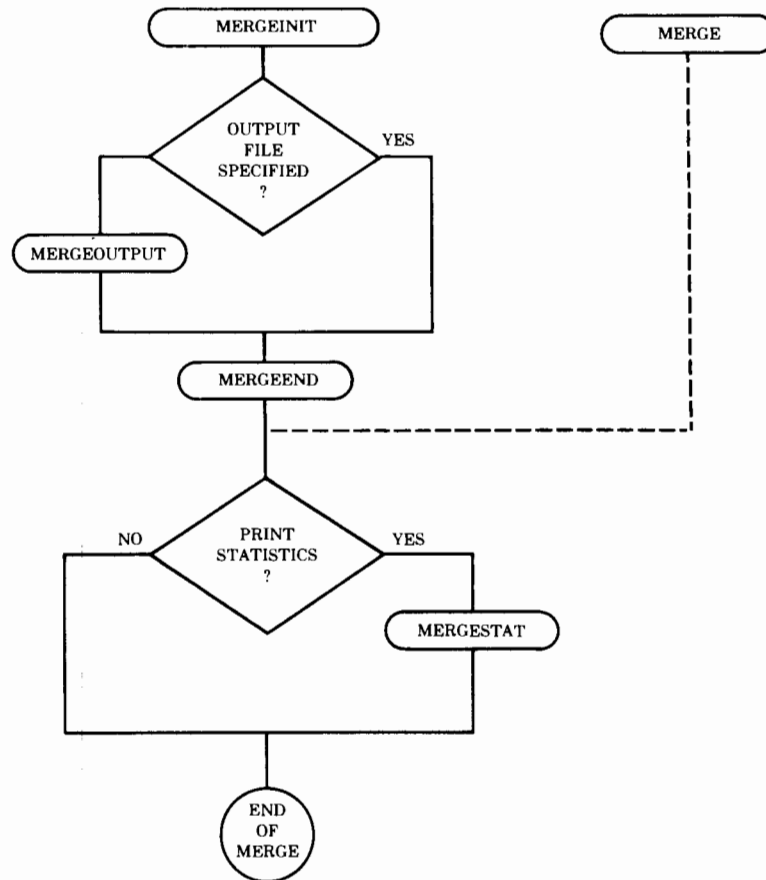 MERGEINIT
MERGE
OUTPUT
FILE
SPECIFIED
?
YES
MERGEOUTPUT
MERGEEND
NO
PRINT
STATISTICS
?
YES
MERGESTAT
END
OF
MERGE